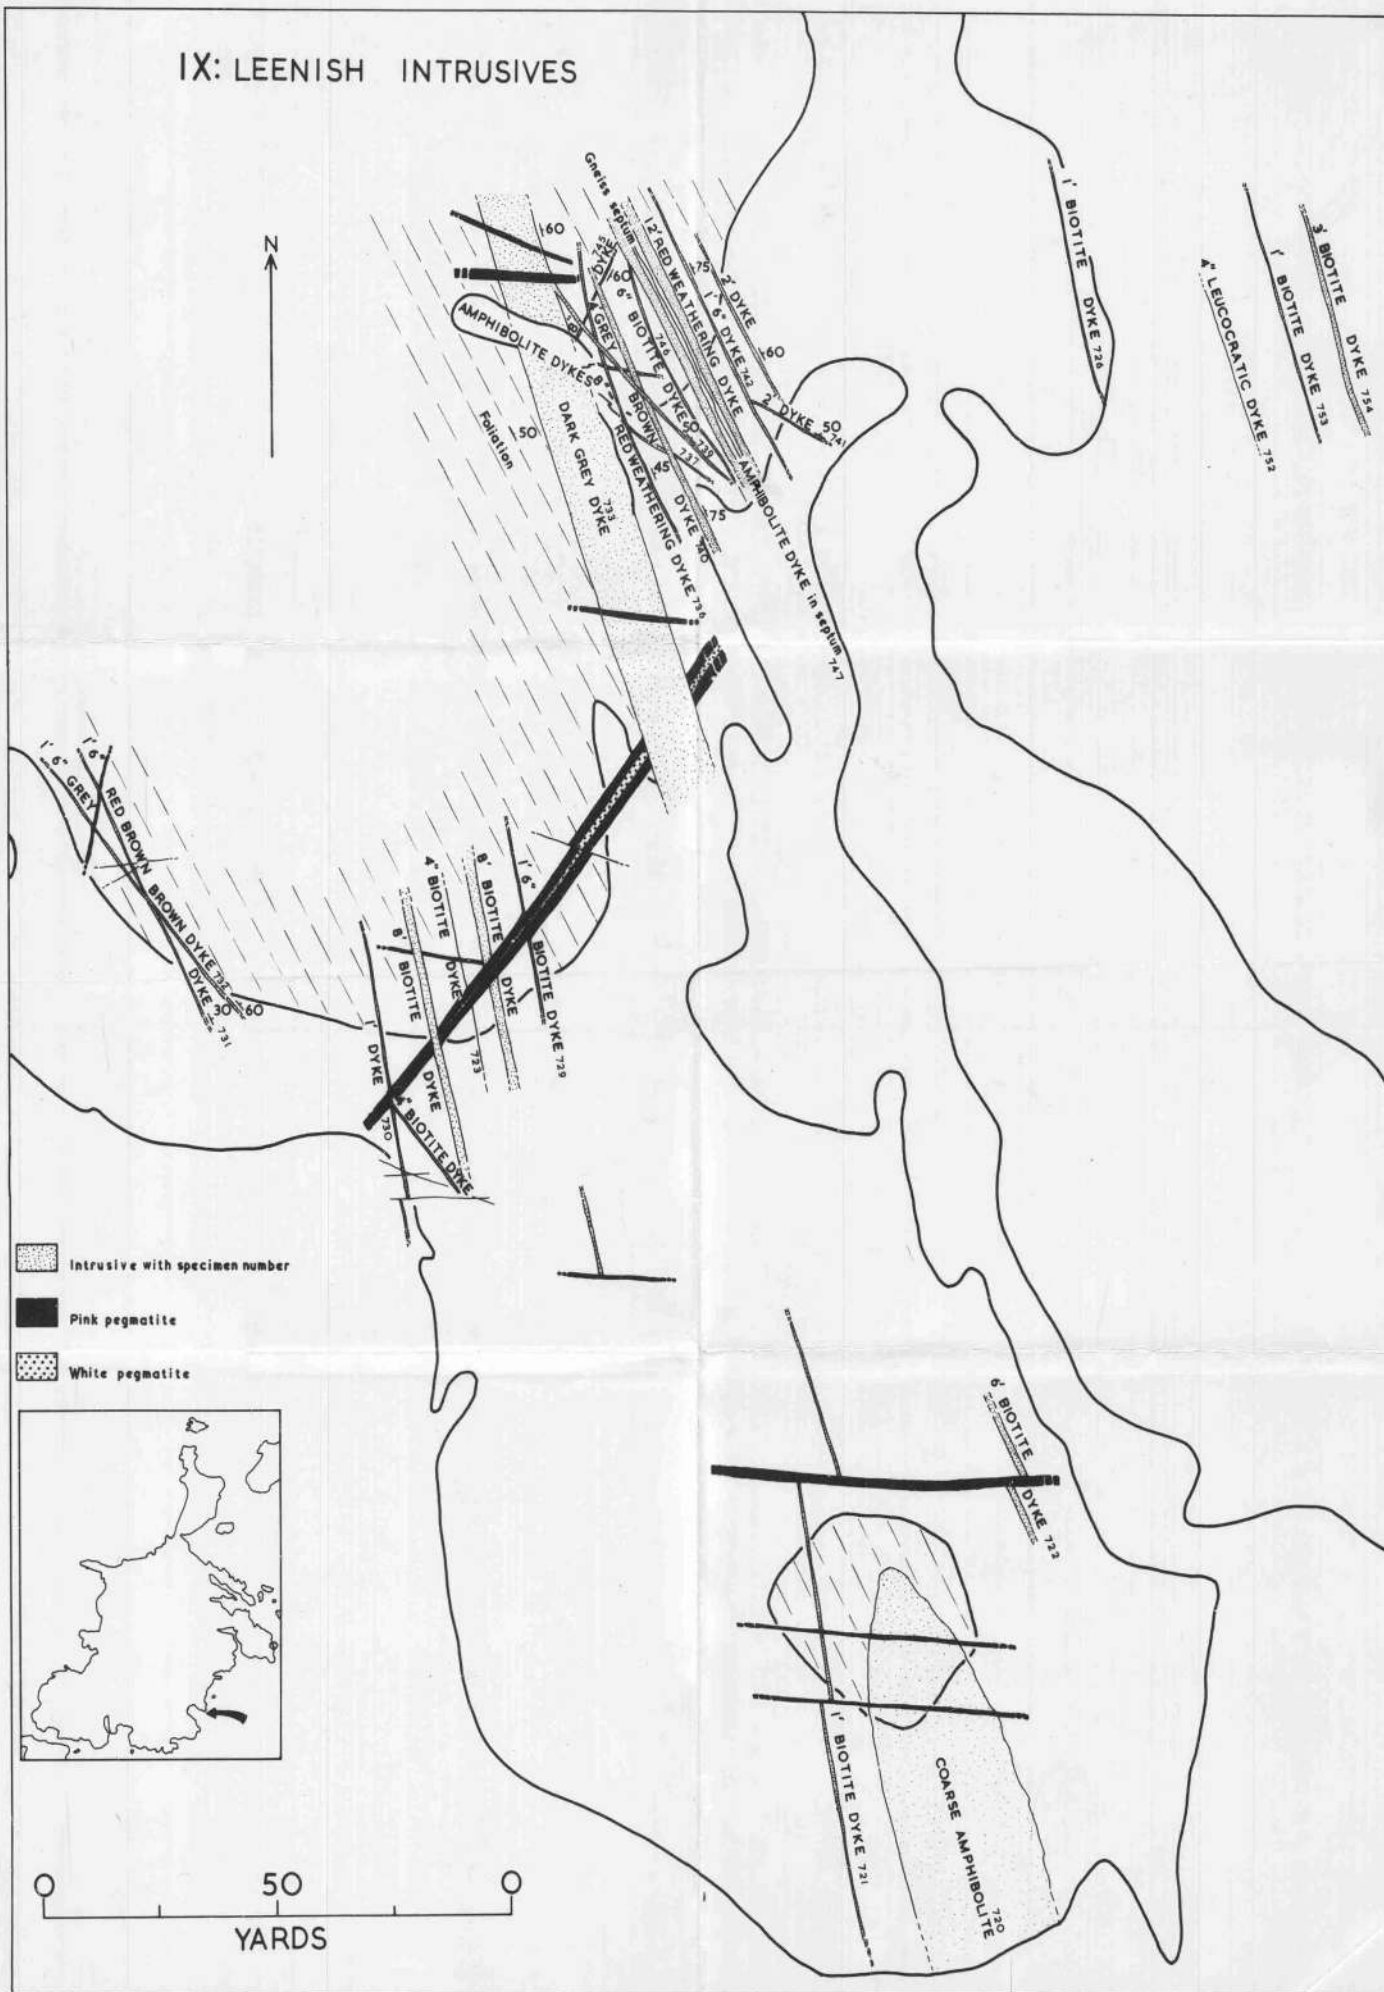 IX: LEENISH INTRUSIVES
N
Gneiss septum
60
745
4' GREY DYKE
60
6" BIOTITE DYKE
746
12' RED WEATHERING DYKE
75
2' DYKE
1' 6" DYKE 742
60
2' DYKE
50
741
AMPHIBOLITE DYKES
8" BROWN DYKE 740
50
739
737
45
75
RED WEATHERING DYKE 736
DARK GREY DYKE
733
Foliation
50
AMPHIBOLITE DYKE in septum 747
1' BIOTITE DYKE 726
4" LEUCOCRATIC DYKE 752
1' BIOTITE DYKE 753
3' BIOTITE DYKE 754
1' 6" GREY BROWN DYKE 732
1' 6" RED BROWN DYKE 731
30
60
1' DYKE
730
8' BIOTITE DYKE
4" BIOTITE DYKE
723
8' BIOTITE DYKE
1' 6" BIOTITE DYKE 729
BIOTITE DYKE
Intrusive with specimen number
Pink pegmatite
White pegmatite
6' BIOTITE DYKE 722
1' BIOTITE DYKE 721
COARSE AMPHIBOLITE
720
0 50 0
YARDS